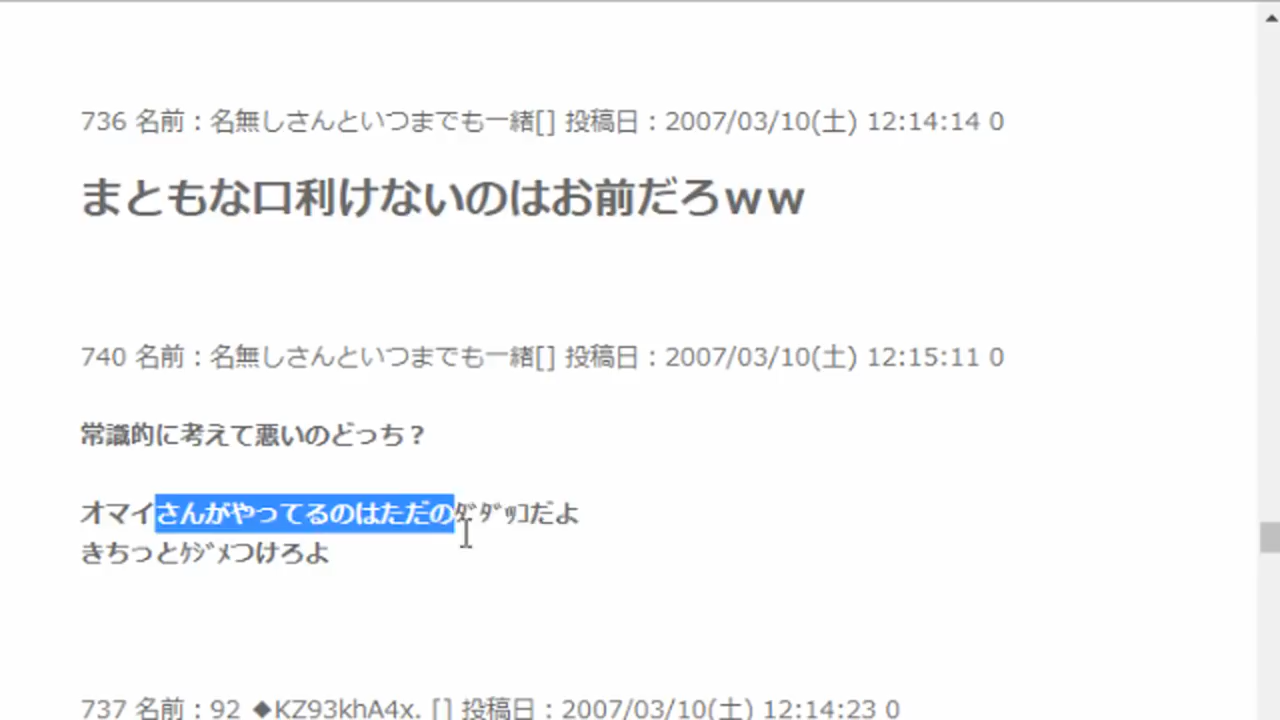 736 名前：名無しさんといつまでも一緒[] 投稿日：2007/03/10(土) 12:14:14 0
まともな口利けないのはお前だろｗｗ
740 名前：名無しさんといつまでも一緒[] 投稿日：2007/03/10(土) 12:15:11 0
常識的に考えて悪いのどっち？
オマイさんがやってるのはただのﾀﾞﾀﾞｯｺだよ
きちっとｹｼﾞﾒつけろよ
737 名前：92 ◆KZ93khA4x. [] 投稿日：2007/03/10(土) 12:14:23 0